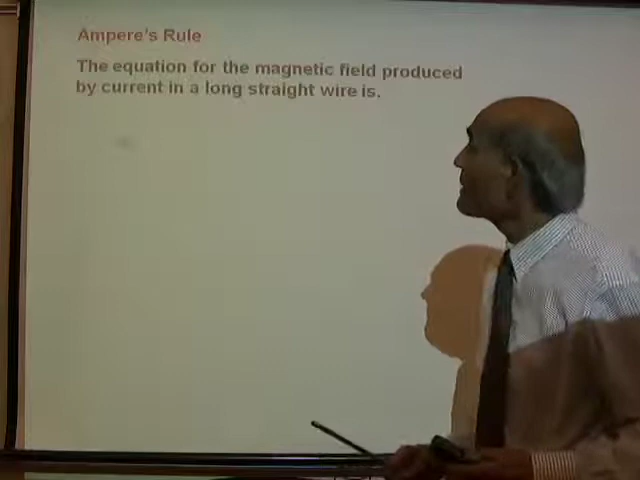 Ampere's Rule
The equation for the magnetic field produced
by current in a long straight wire is.